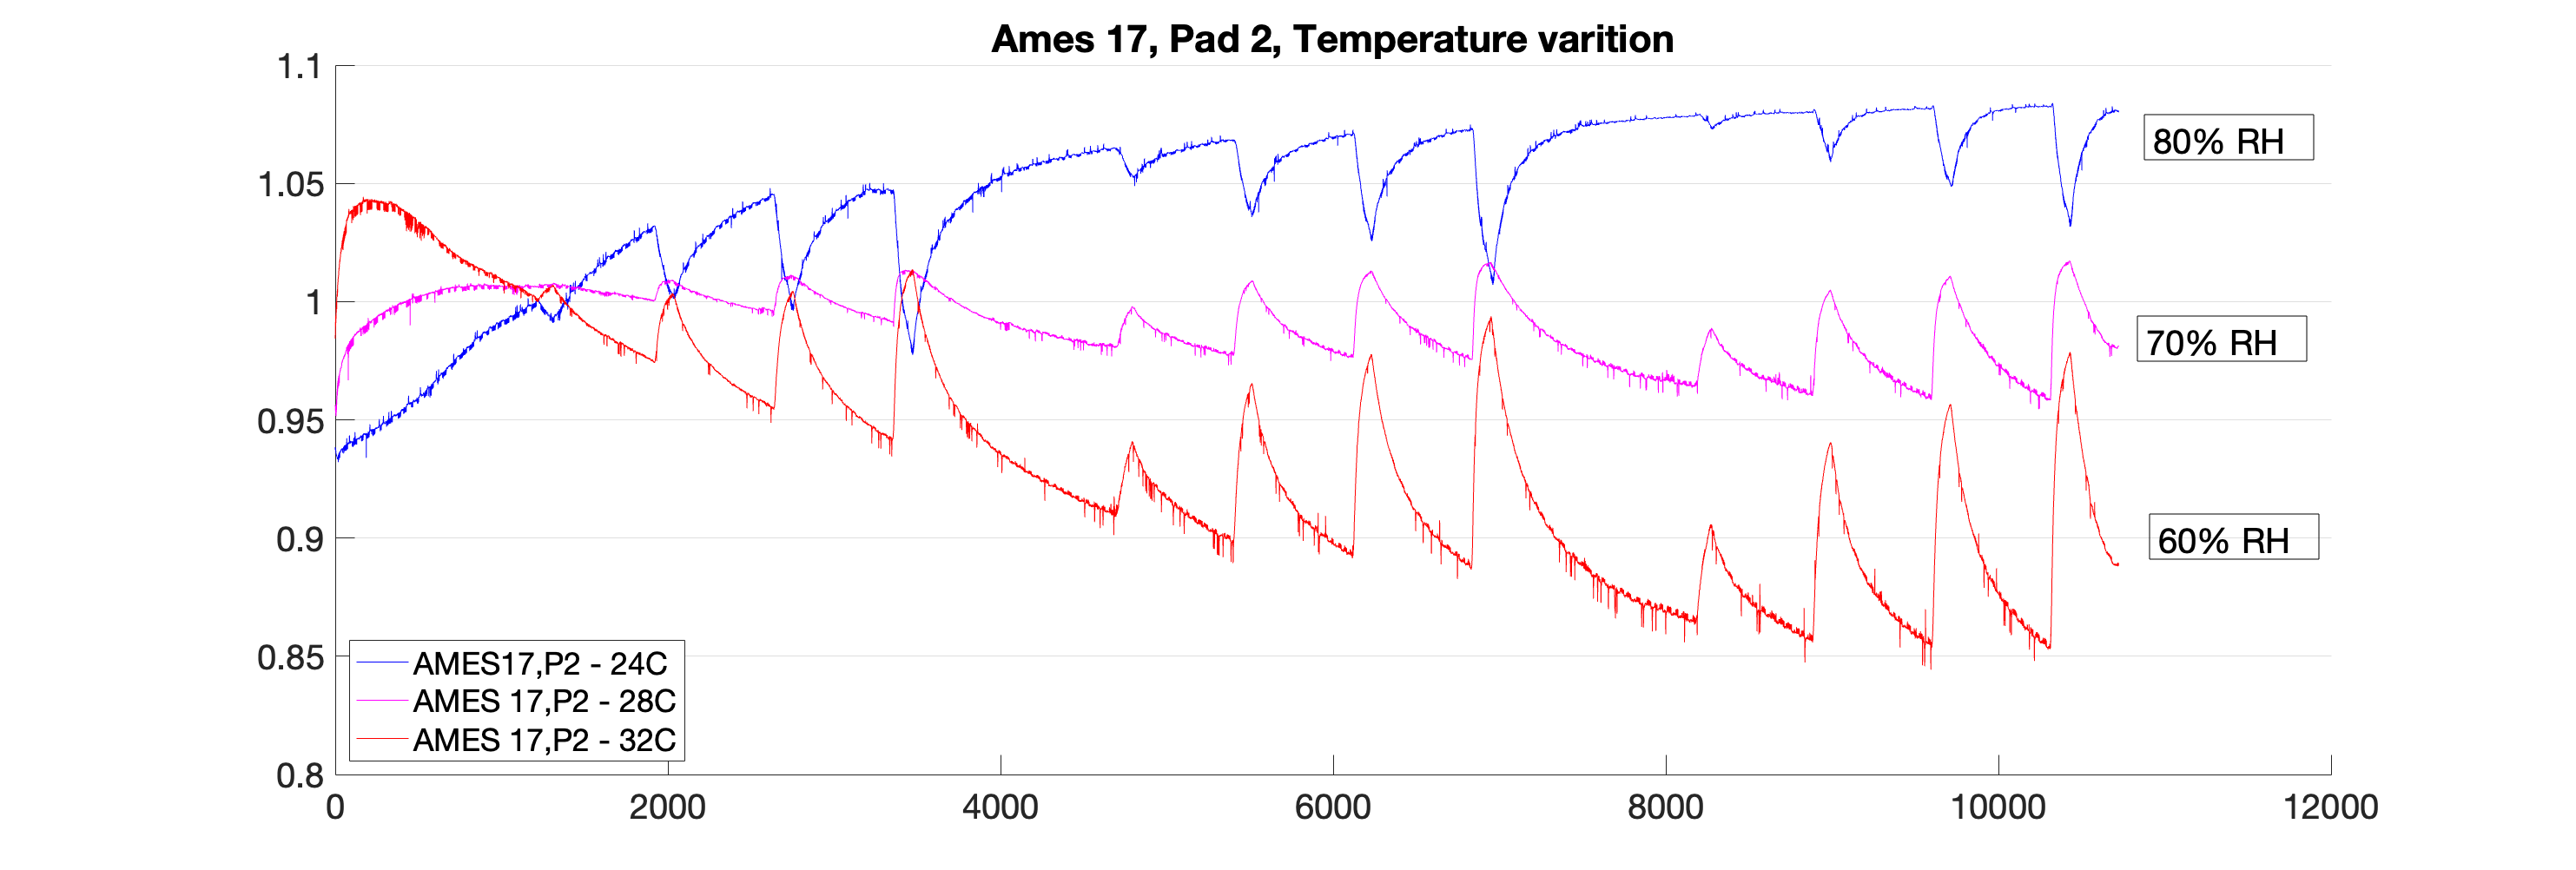 Ames 17, Pad 2, Temperature varition
1.1
1.05
1
0.95
0.9
0.85
0.8
0
2000
4000
6000
8000
10000
12000
80% RH
70% RH
60% RH
AMES17,P2 - 24C
AMES 17,P2 - 28C
AMES 17,P2 - 32C